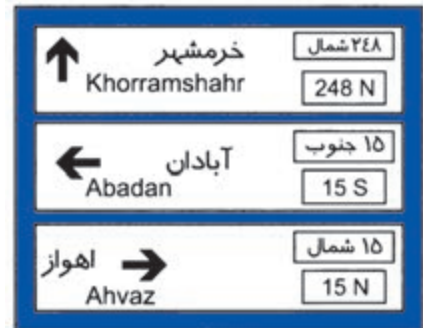 خرمشهر
۲۴۸ شمال
Khorramshahr
248 N
آبادان
۱۵ جنوب
Abadan
15 S
اهواز
۱۵ شمال
Ahvaz
15 N